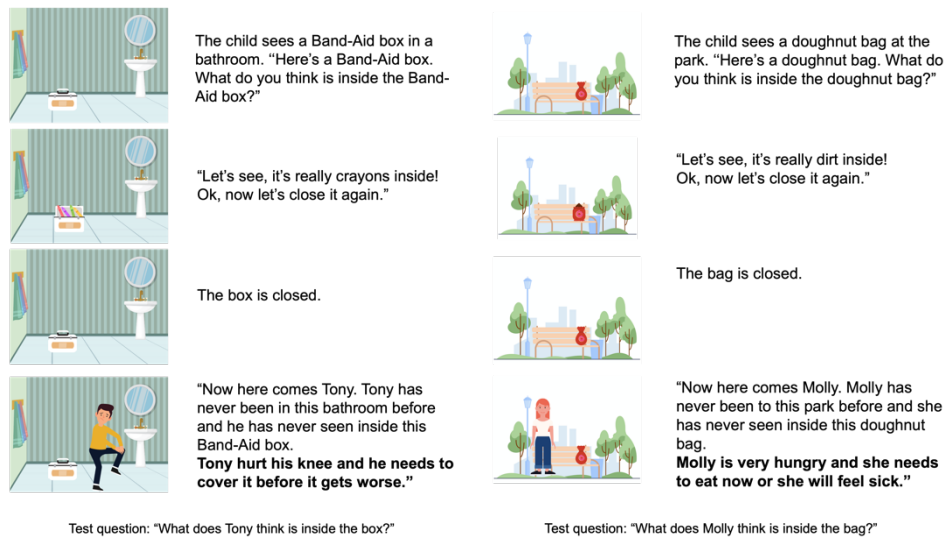 The child sees a Band-Aid box in a
bathroom. “Here’s a Band-Aid box.
What do you think is inside the Band-
Aid box?”
“Let’s see, it’s really crayons inside!
Ok, now let’s close it again.”
The box is closed.
“Now here comes Tony. Tony has
never been in this bathroom before
and he has never seen inside this
Band-Aid box.
Tony hurt his knee and he needs to
cover it before it gets worse.”
Test question: “What does Tony think is inside the box?”
The child sees a doughnut bag at the
park. “Here’s a doughnut bag. What do
you think is inside the doughnut bag?”
“Let’s see, it’s really dirt inside!
Ok, now let’s close it again.”
The bag is closed.
“Now here comes Molly. Molly has
never been to this park before and she
has never seen inside this doughnut
bag.
Molly is very hungry and she needs
to eat now or she will feel sick.”
Test question: “What does Molly think is inside the bag?”